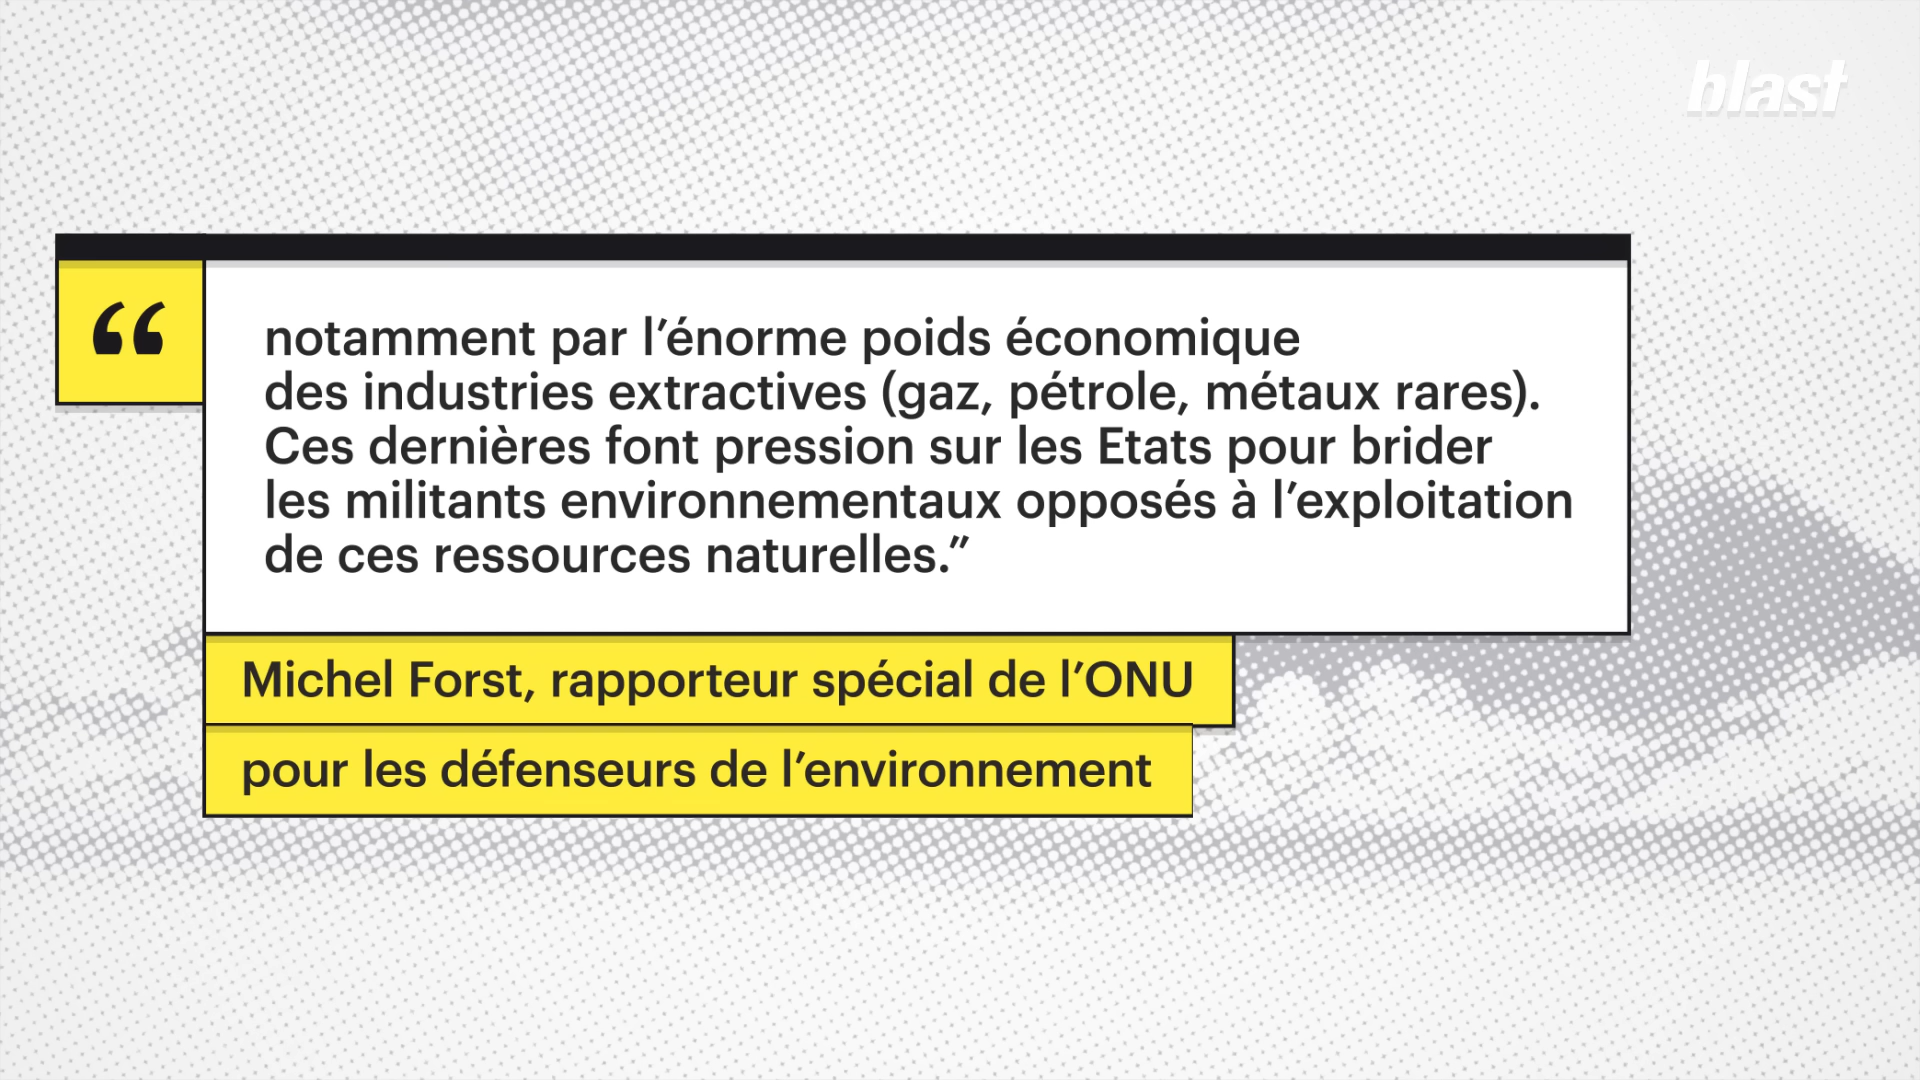 blast
“
notamment par l’énorme poids économique
des industries extractives (gaz, pétrole, métaux rares).
Ces dernières font pression sur les Etats pour brider
les militants environnementaux opposés à l’exploitation
de ces ressources naturelles.”
Michel Forst, rapporteur spécial de l’ONU
pour les défenseurs de l’environnement